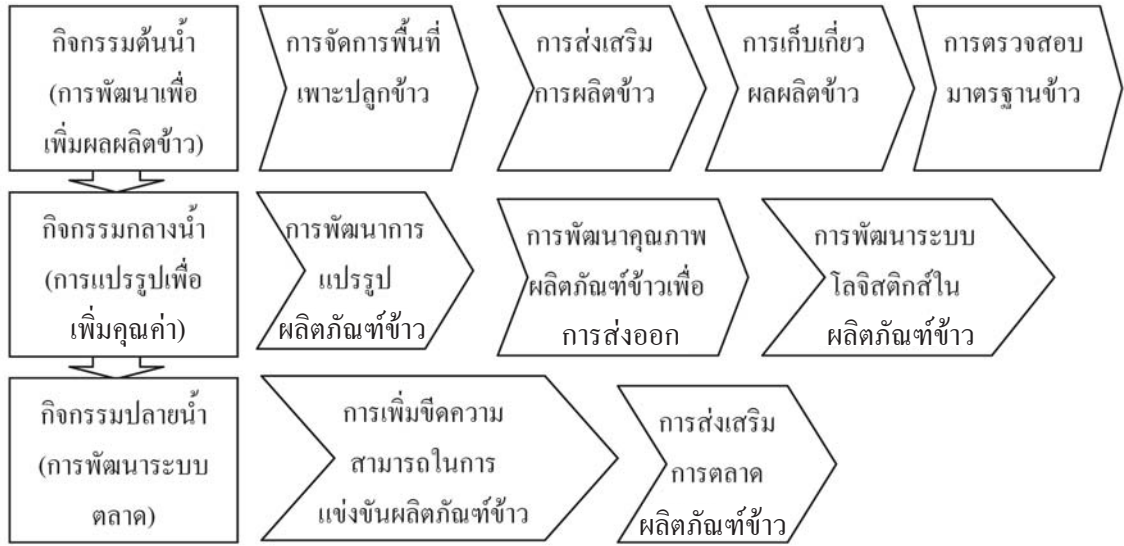 กิจกรรมต้นน้ำ
(การพัฒนาเพื่อ
เพิ่มผลผลิตข้าว)
การจัดการพื้นที่
เพาะปลูกข้าว
การส่งเสริม
การผลิตข้าว
การเก็บเกี่ยว
ผลผลิตข้าว
การตรวจสอบ
มาตรฐานข้าว
กิจกรรมกลางน้ำ
(การแปรรูปเพื่อ
เพิ่มคุณค่า)
การพัฒนาการ
แปรรูป
ผลิตภัณฑ์ข้าว
การพัฒนาคุณภาพ
ผลิตภัณฑ์ข้าวเพื่อ
การส่งออก
การพัฒนาระบบ
โลจิสติกส์ใน
ผลิตภัณฑ์ข้าว
กิจกรรมปลายน้ำ
(การพัฒนาระบบ
ตลาด)
การเพิ่มขีดความ
สามารถในการ
แข่งขันผลิตภัณฑ์ข้าว
การส่งเสริม
การตลาด
ผลิตภัณฑ์ข้าว